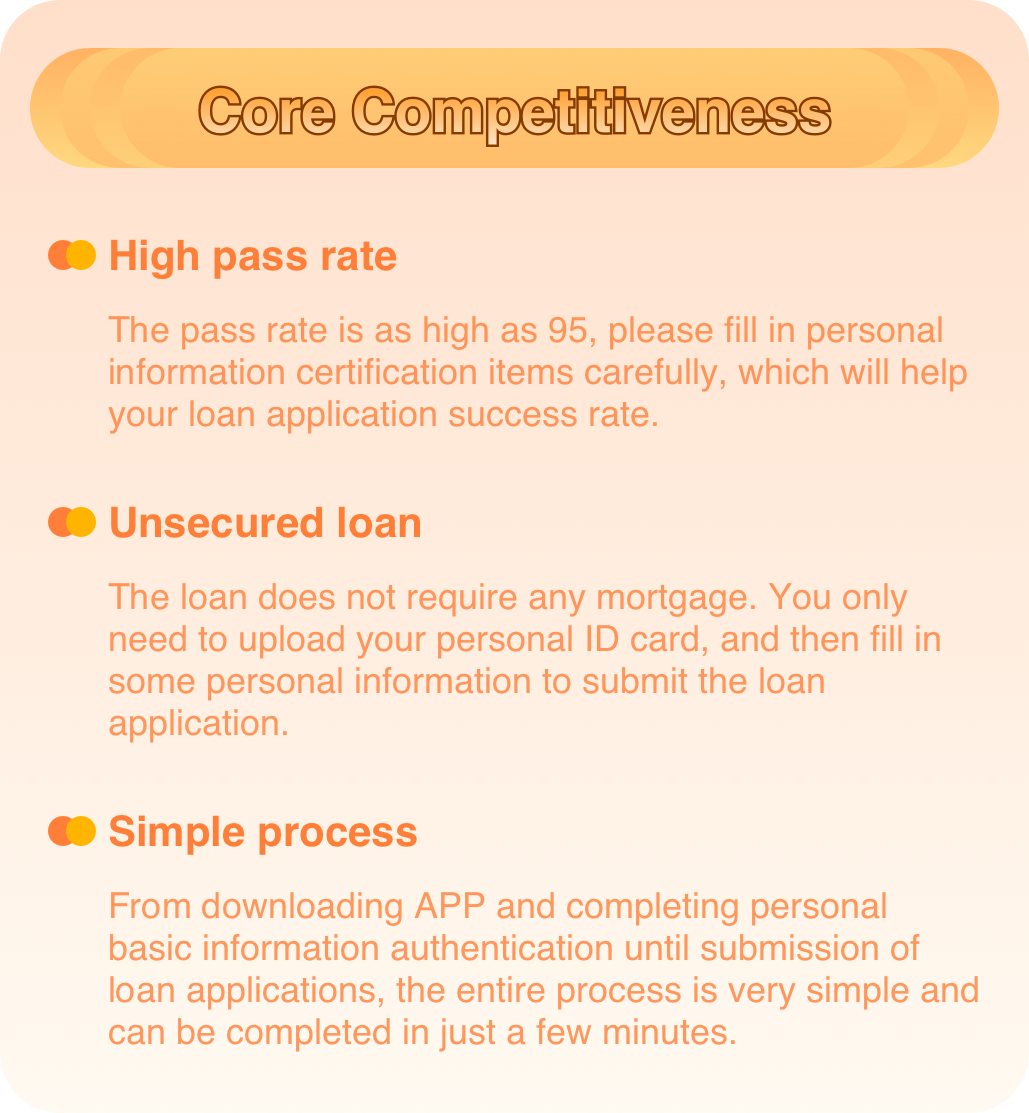 Core Competitiveness
High pass rate
The pass rate is as high as 95, please fill in personal
information certification items carefully, which will help
your loan application success rate.
Unsecured loan
The loan does not require any mortgage. You only
need to upload your personal ID card, and then fill in
some personal information to submit the loan
application.
Simple process
From downloading APP and completing personal
basic information authentication until submission of
loan applications, the entire process is very simple and
can be completed in just a few minutes.